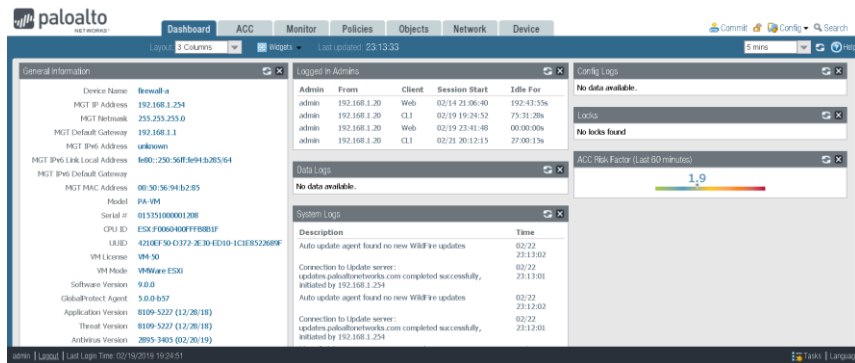 paloalto
NETWORKS
Dashboard ACC Monitor Policies Objects Network Device
Commit Config Search
Layout: 3 Columns Widgets Last updated: 23:13:33 5 mins Help
General Information
Device Name firewall-a
MGT IP Address 192.168.1.254
MGT Netmask 255.255.255.0
MGT Default Gateway 192.168.1.1
MGT IPv6 Address unknown
MGT IPv6 Link Local Address fe80::250:56ff:fe94:b285/64
MGT IPv6 Default Gateway
MGT MAC Address 00:50:56:94:b2:85
Model PA-VM
Serial # 015351000001208
CPU ID ESX:F0060400FFFB8B1F
UUID 4210EF50-D372-2E30-ED10-1C1E8522689F
VM License VM-50
VM Mode VMWare ESXi
Software Version 9.0.0
GlobalProtect Agent 5.0.0-b57
Application Version 8109-5227 (12/28/18)
Threat Version 8109-5227 (12/28/18)
Antivirus Version 2895-3405 (02/20/19)
Logged In Admins
Admin From Client Session Start Idle For
admin 192.168.1.20 Web 02/14 21:06:40 192:43:55s
admin 192.168.1.20 CLI 02/19 19:24:52 75:31:28s
admin 192.168.1.20 Web 02/19 23:41:48 00:00:00s
admin 192.168.1.20 CLI 02/21 20:12:15 27:00:15s
Data Logs
No data available.
System Logs
Description Time
Auto update agent found no new WildFire updates 02/22
23:13:02
Connection to Update server: 02/22
updates.paloaltonetworks.com completed successfully, 23:13:01
initiated by 192.168.1.254
Auto update agent found no new WildFire updates 02/22
23:12:02
Connection to Update server: 02/22
updates.paloaltonetworks.com completed successfully, 23:12:01
initiated by 192.168.1.254
Config Logs
No data available.
Locks
No locks found
ACC Risk Factor (Last 60 minutes)
1.9
admin | Logout | Last Login Time: 02/19/2019 19:24:51 Tasks | Languag